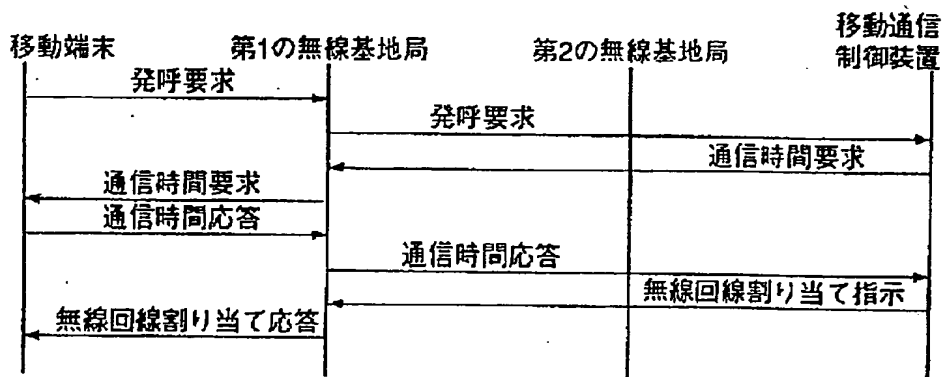 移動端末
第1の無線基地局
第2の無線基地局
移動通信
制御装置
発呼要求
発呼要求
通信時間要求
通信時間要求
通信時間応答
通信時間応答
無線回線割り当て指示
無線回線割り当て応答